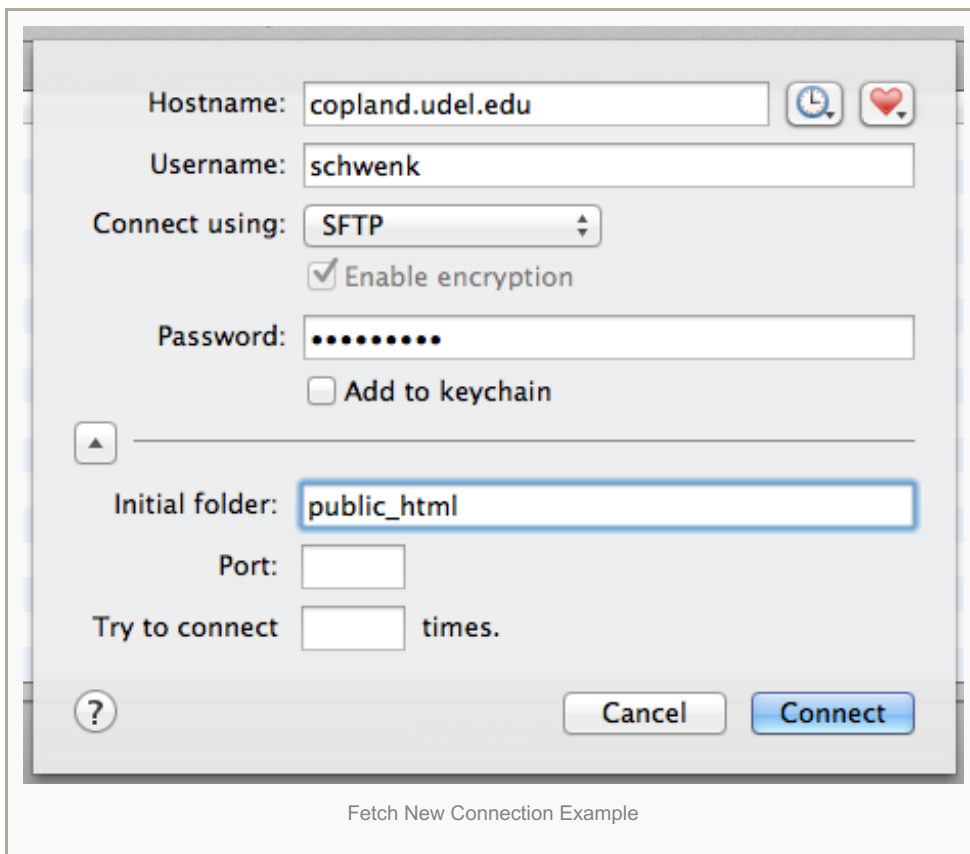 Hostname: copland.udel.edu
Username: schwenk
Connect using: SFTP
Enable encryption
Password: •••••••••
Add to keychain
Initial folder: public_html
Port:
Try to connect times.
? Cancel Connect
Fetch New Connection Example